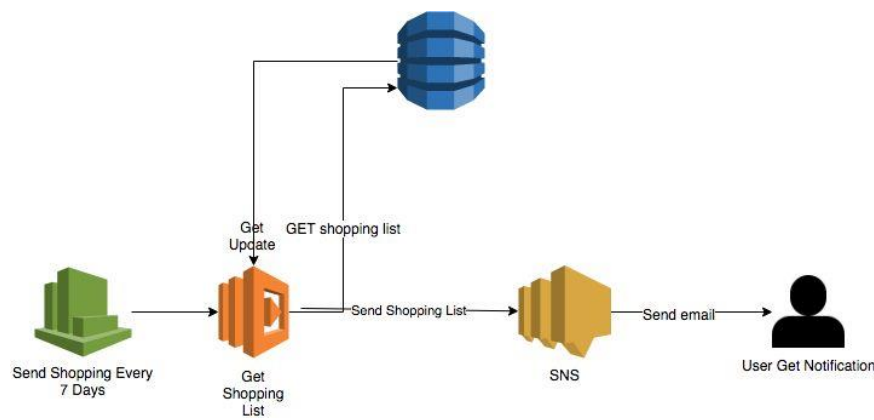 Get
Update
GET shopping list
Send Shopping List
Send email
Send Shopping Every
7 Days
Get
Shopping
List
SNS
User Get Notification